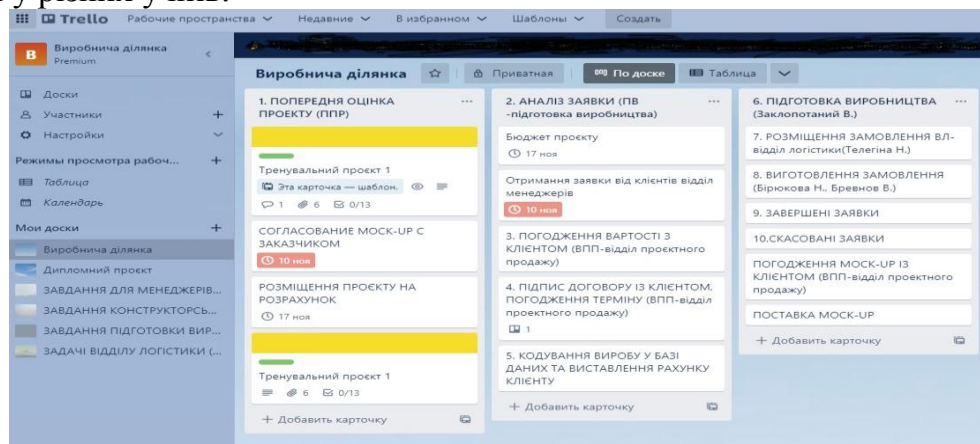 у різних учнів.
Trello Рабочие пространства Недавние В избранном Шаблоны Создать
В Виробнича ділянка
Premium
Доски
Участники
Настройки
Режимы просмотра рабоч...
Таблица
Календарь
Мои доски
Виробнича ділянка
Дипломний проєкт
ЗАВДАННЯ ДЛЯ МЕНЕДЖЕРІВ...
ЗАВДАННЯ КОНСТРУКТОРСЬ...
ЗАВДАННЯ ПІДГОТОВКИ ВИР...
ЗАДАЧІ ВІДДІЛУ ЛОГІСТИКИ (...
Виробнича ділянка Приватная По доске Таблица
1. ПОПЕРЕДНЯ ОЦІНКА
ПРОЕКТУ (ППР)
Тренувальний проєкт 1
Эта карточка — шаблон.
1 6 0/13
СОГЛАСОВАНИЕ MOCK-UP С
ЗАКАЗЧИКОМ
10 ноя
РОЗМІЩЕННЯ ПРОЄКТУ НА
РОЗРАХУНОК
17 ноя
Тренувальний проєкт 1
6 0/13
+ Добавить карточку
2. АНАЛІЗ ЗАЯВКИ (ПВ
-підготовка виробництва)
Бюджет проєкту
17 ноя
Отримання заявки від клієнтів відділ
менеджерів
10 ноя
3. ПОГОДЖЕННЯ ВАРТОСТІ З
КЛІЄНТОМ (ВПП-відділ проєктного
продажу)
4. ПІДПИС ДОГОВОРУ ІЗ КЛІЄНТОМ,
ПОГОДЖЕННЯ ТЕРМІНУ (ВПП-відділ
проектного продажу)
1
5. КОДУВАННЯ ВИРОБУ У БАЗІ
ДАНИХ ТА ВИСТАВЛЕННЯ РАХУНКУ
КЛІЄНТУ
+ Добавить карточку
6. ПІДГОТОВКА ВИРОБНИЦТВА
(Заклопотаний В.)
7. РОЗМІЩЕННЯ ЗАМОВЛЕННЯ ВЛ-
відділ логістики(Телегіна Н.)
8. ВИГОТОВЛЕННЯ ЗАМОВЛЕННЯ
(Бірюкова Н., Бревнов В.)
9. ЗАВЕРШЕНІ ЗАЯВКИ
10.СКАСОВАНІ ЗАЯВКИ
ПОГОДЖЕННЯ MOCK-UP ІЗ
КЛІЄНТОМ (ВПП-відділ проектного
продажу)
ПОСТАВКА MOCK-UP
+ Добавить карточку